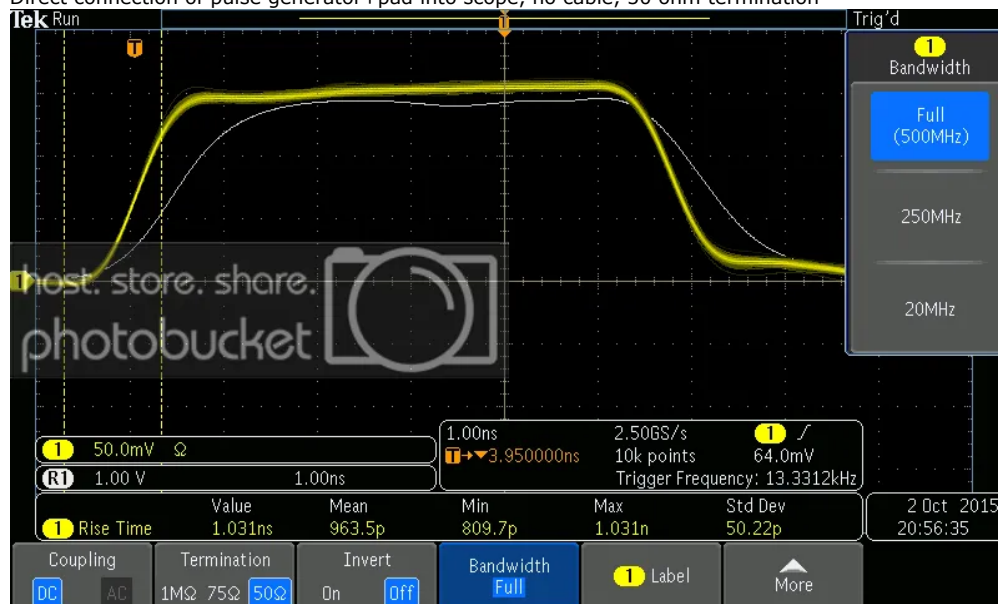 Direct connection of pulse generator+pad into scope, no cable, 50 ohm termination
Tek Run
Trig'd
T
T
1
Bandwidth
Full
(500MHz)
250MHz
20MHz
1
host. store. share.
photobucket
1 50.0mV Ω
R1 1.00 V 1.00ns
1.00ns 2.50GS/s 1
T→▼3.950000ns 10k points 64.0mV
Trigger Frequency: 13.3312kHz
Value Mean Min Max Std Dev
1 Rise Time 1.031ns 963.5p 809.7p 1.031n 50.22p
2 Oct 2015
20:56:35
Coupling
DC AC
Termination
1MΩ 75Ω 50Ω
Invert
On Off
Bandwidth
Full
1 Label
More